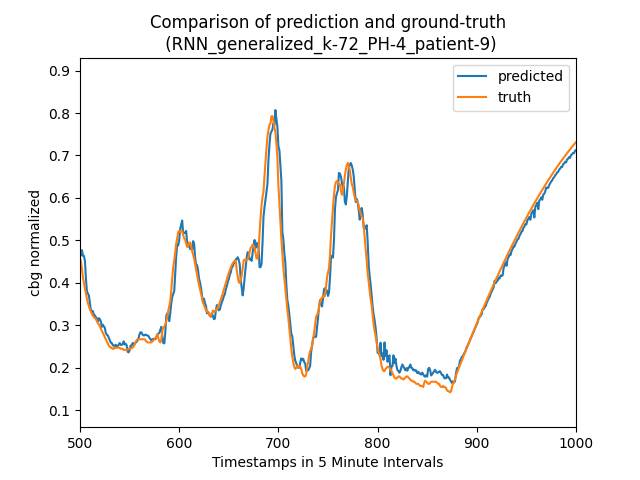 Comparison of prediction and ground-truth
(RNN_generalized_k-72_PH-4_patient-9)
predicted
truth
0.9
0.8
0.7
0.6
0.5
0.4
0.3
0.2
0.1
cbg normalized
500 600 700 800 900 1000
Timestamps in 5 Minute Intervals